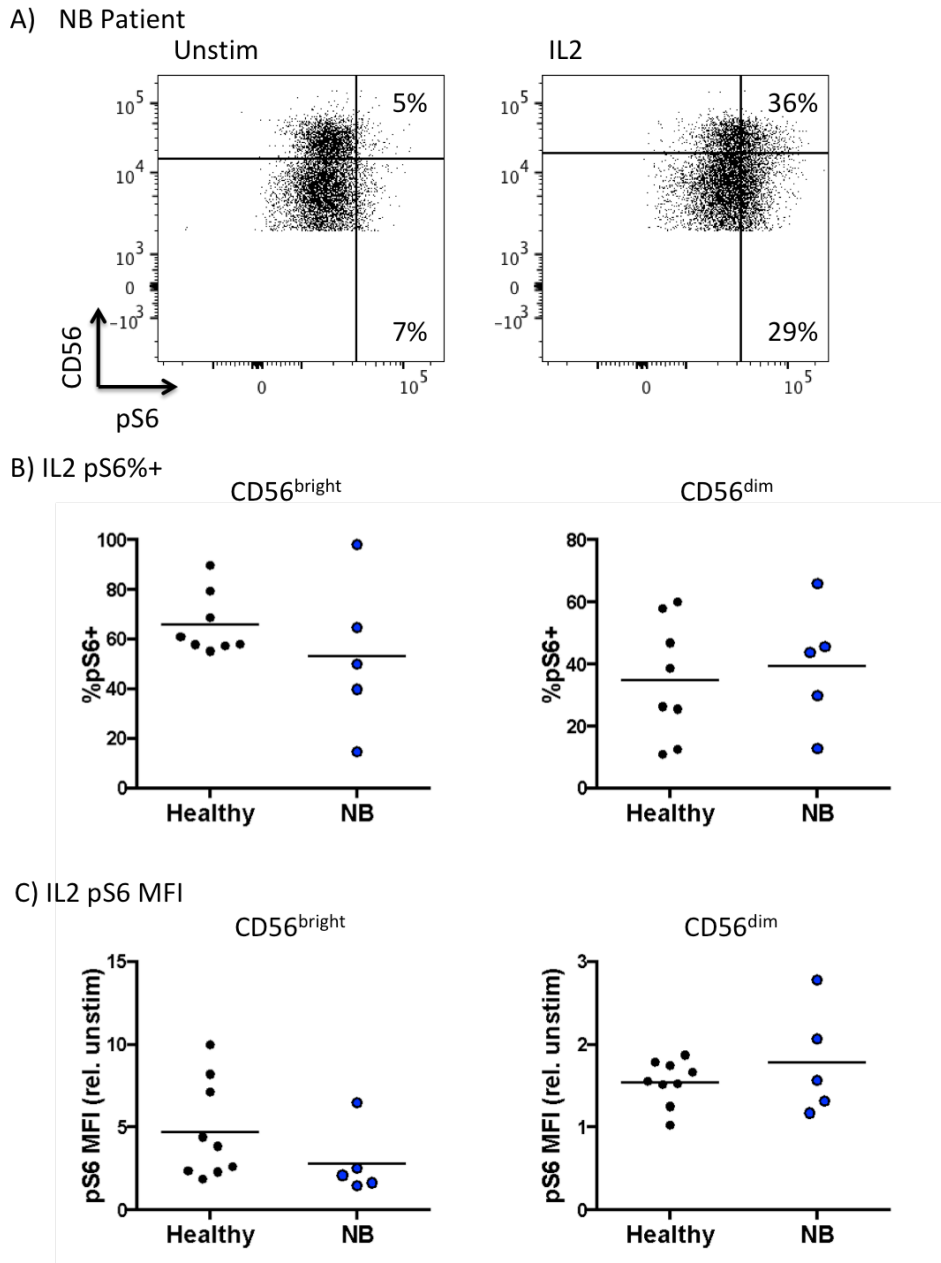 A) NB Patient
Unstim IL2
10^5 5% 10^5 36%
10^4 10^4
10^3 10^3
0 0
-10^3 7% -10^3 29%
CD56
0 10^5 0 10^5
pS6
B) IL2 pS6%+
CD56^bright CD56^dim
100 80
80 60
60 40
40 20
20
0 0
%pS6+ %pS6+
Healthy NB Healthy NB
C) IL2 pS6 MFI
CD56^bright CD56^dim
15 3
10 2
5 1
0 0
pS6 MFI (rel. unstim) pS6 MFI (rel. unstim)
Healthy NB Healthy NB